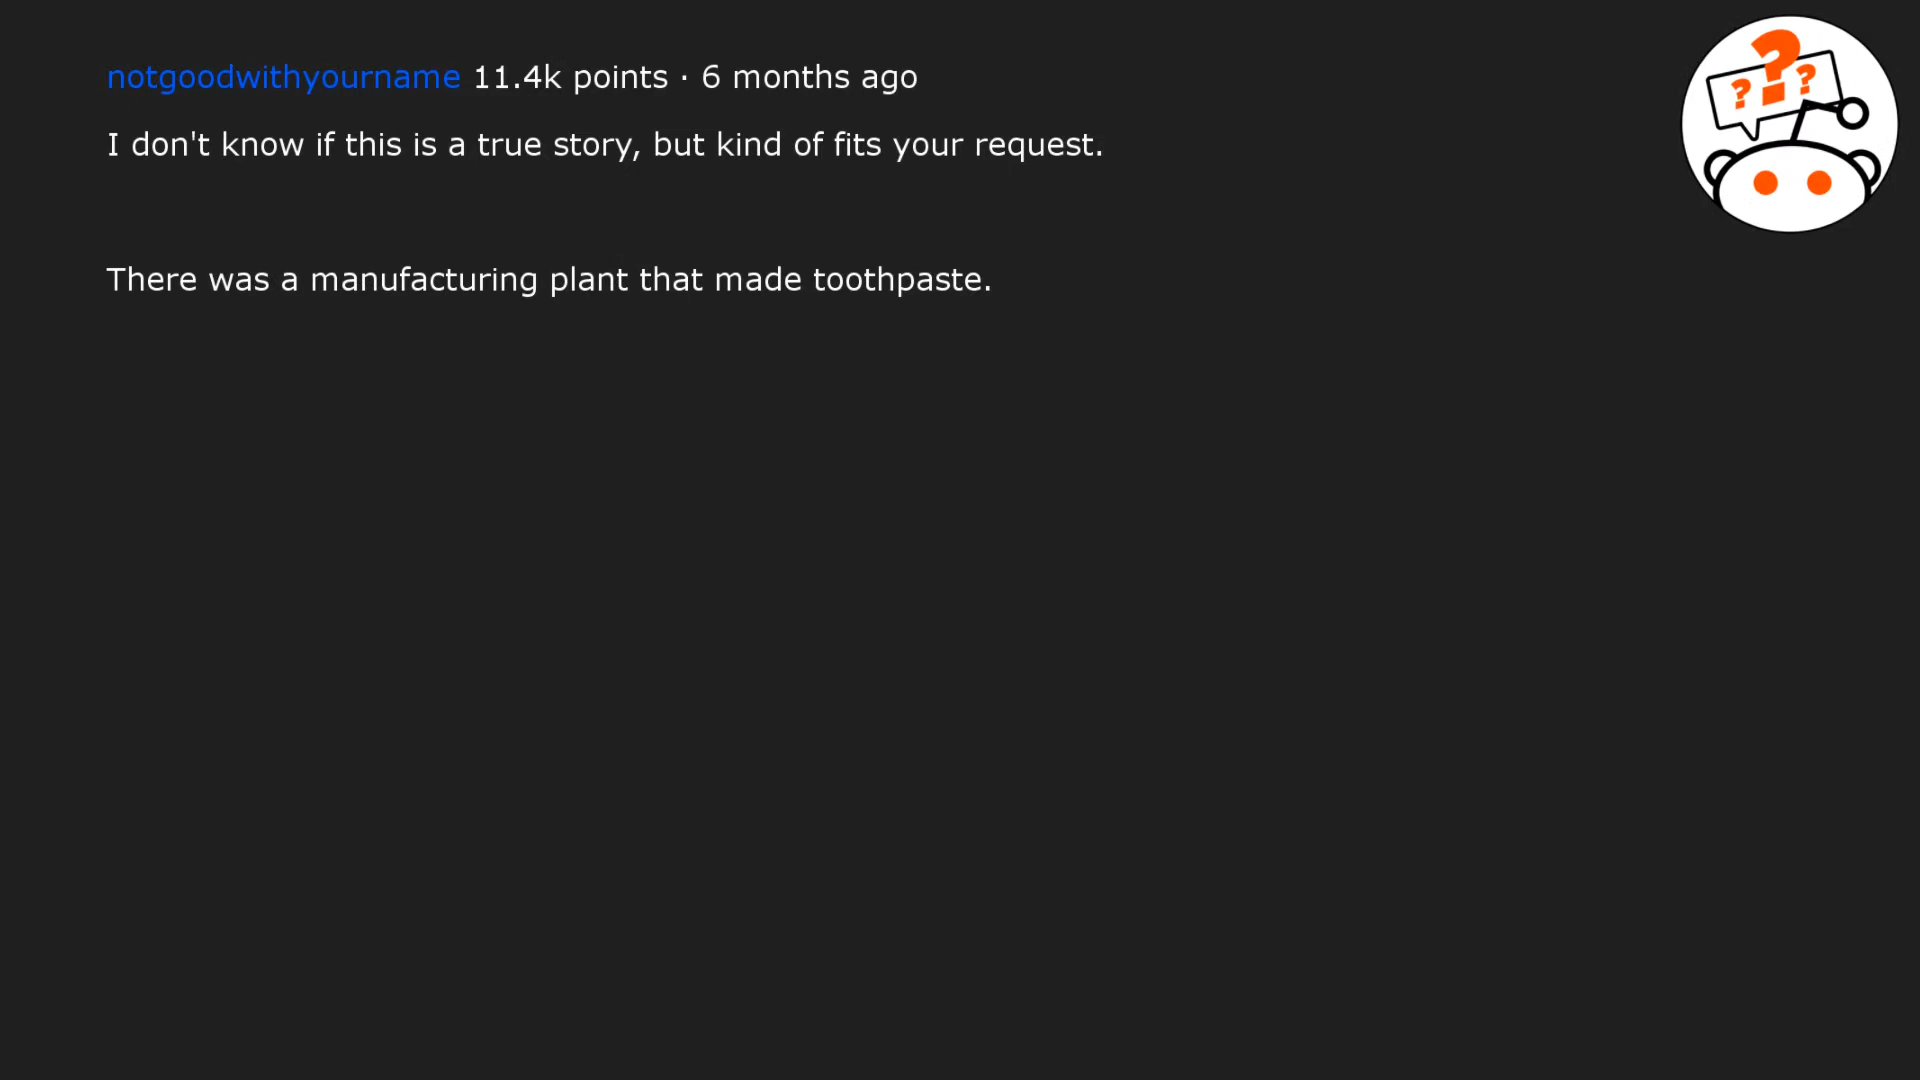 notgoodwithyourname 11.4k points · 6 months ago
I don't know if this is a true story, but kind of fits your request.
There was a manufacturing plant that made toothpaste.
? ? ?